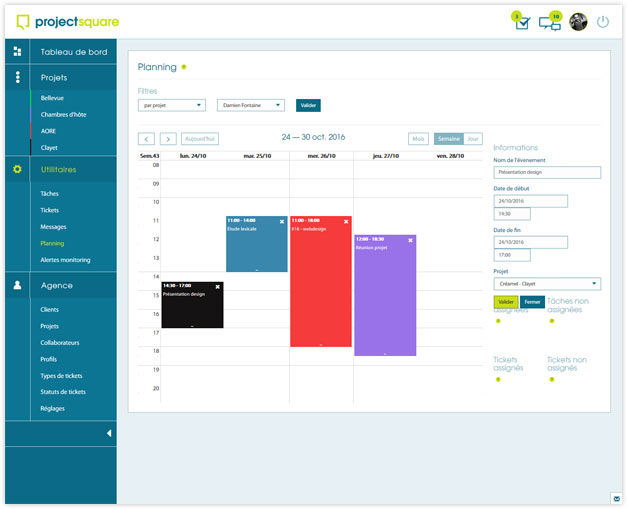 projectsquare
1
10
Tableau de bord
Projets
Bellevue
Chambres d'hôte
AORE
Clayet
Utilitaires
Tâches
Tickets
Messages
Planning
Alertes monitoring
Agence
Clients
Projets
Collaborateurs
Profils
Types de tickets
Statuts de tickets
Réglages
Planning
Filtres
par projet
Damien Fontaine
Valider
Aujourd'hui
24 — 30 oct. 2016
Mois
Semaine
Jour
Sem.43 lun. 24/10 mar. 25/10 mer. 26/10 jeu. 27/10 ven. 28/10
08
09
10
11
12
13
14
15
16
17
18
19
20
14:30 - 17:00
Présentation design
11:00 - 14:00
Etude lexicale
11:00 - 18:00
816 - webdesign
12:00 - 18:30
Réunion projet
Informations
Nom de l'évenement
Présentation design
Date de début
24/10/2016
14:30
Date de fin
24/10/2016
17:00
Projet
Créamel - Clayet
Valider
Fermer
assignées
Tâches non
assignées
Tickets
assignés
Tickets non
assignés